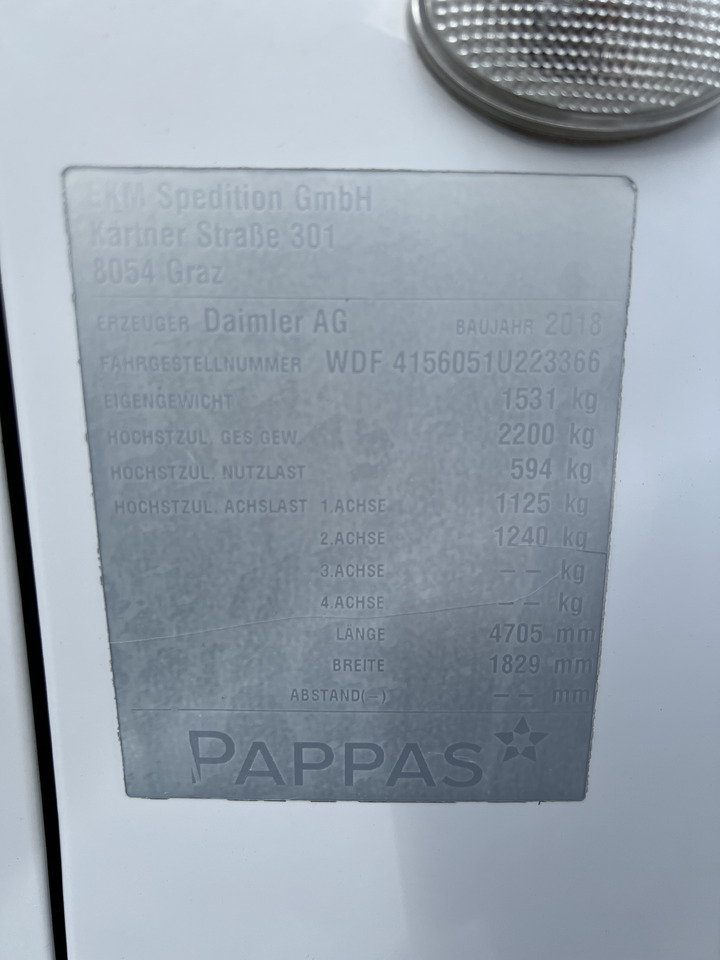 EKM Spedition GmbH
Kärtner Straße 301
8054 Graz
ERZEUGER Daimler AG BAUJAHR 2018
FAHRGESTELLNUMMER WDF 4156051U223366
EIGENGEWICHT 1531 kg
HÖCHSTZUL. GES.GEW. 2200 kg
HÖCHSTZUL. NUTZLAST 594 kg
HÖCHSTZUL. ACHSLAST 1.ACHSE 1125 kg
2.ACHSE 1240 kg
3.ACHSE – – kg
4.ACHSE – – kg
LÄNGE 4705 mm
BREITE 1829 mm
ABSTAND(–) – – mm
PAPPAS